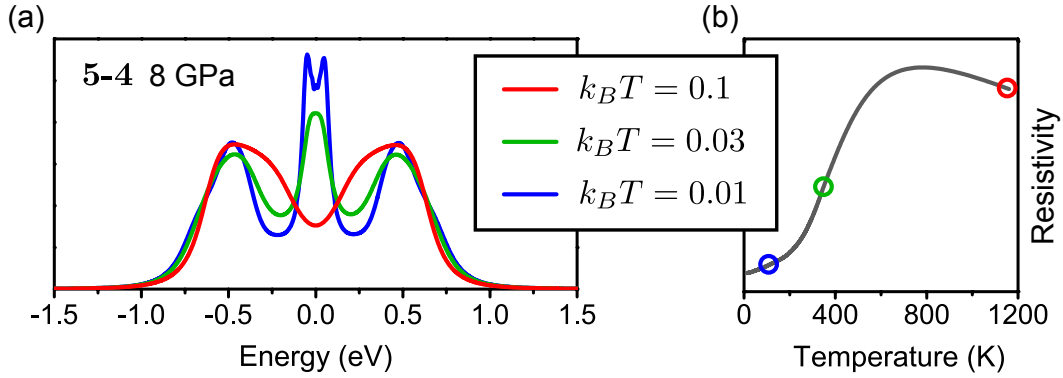 (a)
(b)
5-4 8 GPa
k_BT = 0.1
k_BT = 0.03
k_BT = 0.01
-1.5 -1.0 -0.5 0.0 0.5 1.0 1.5
Energy (eV)
0 400 800 1200
Temperature (K)
Resistivity